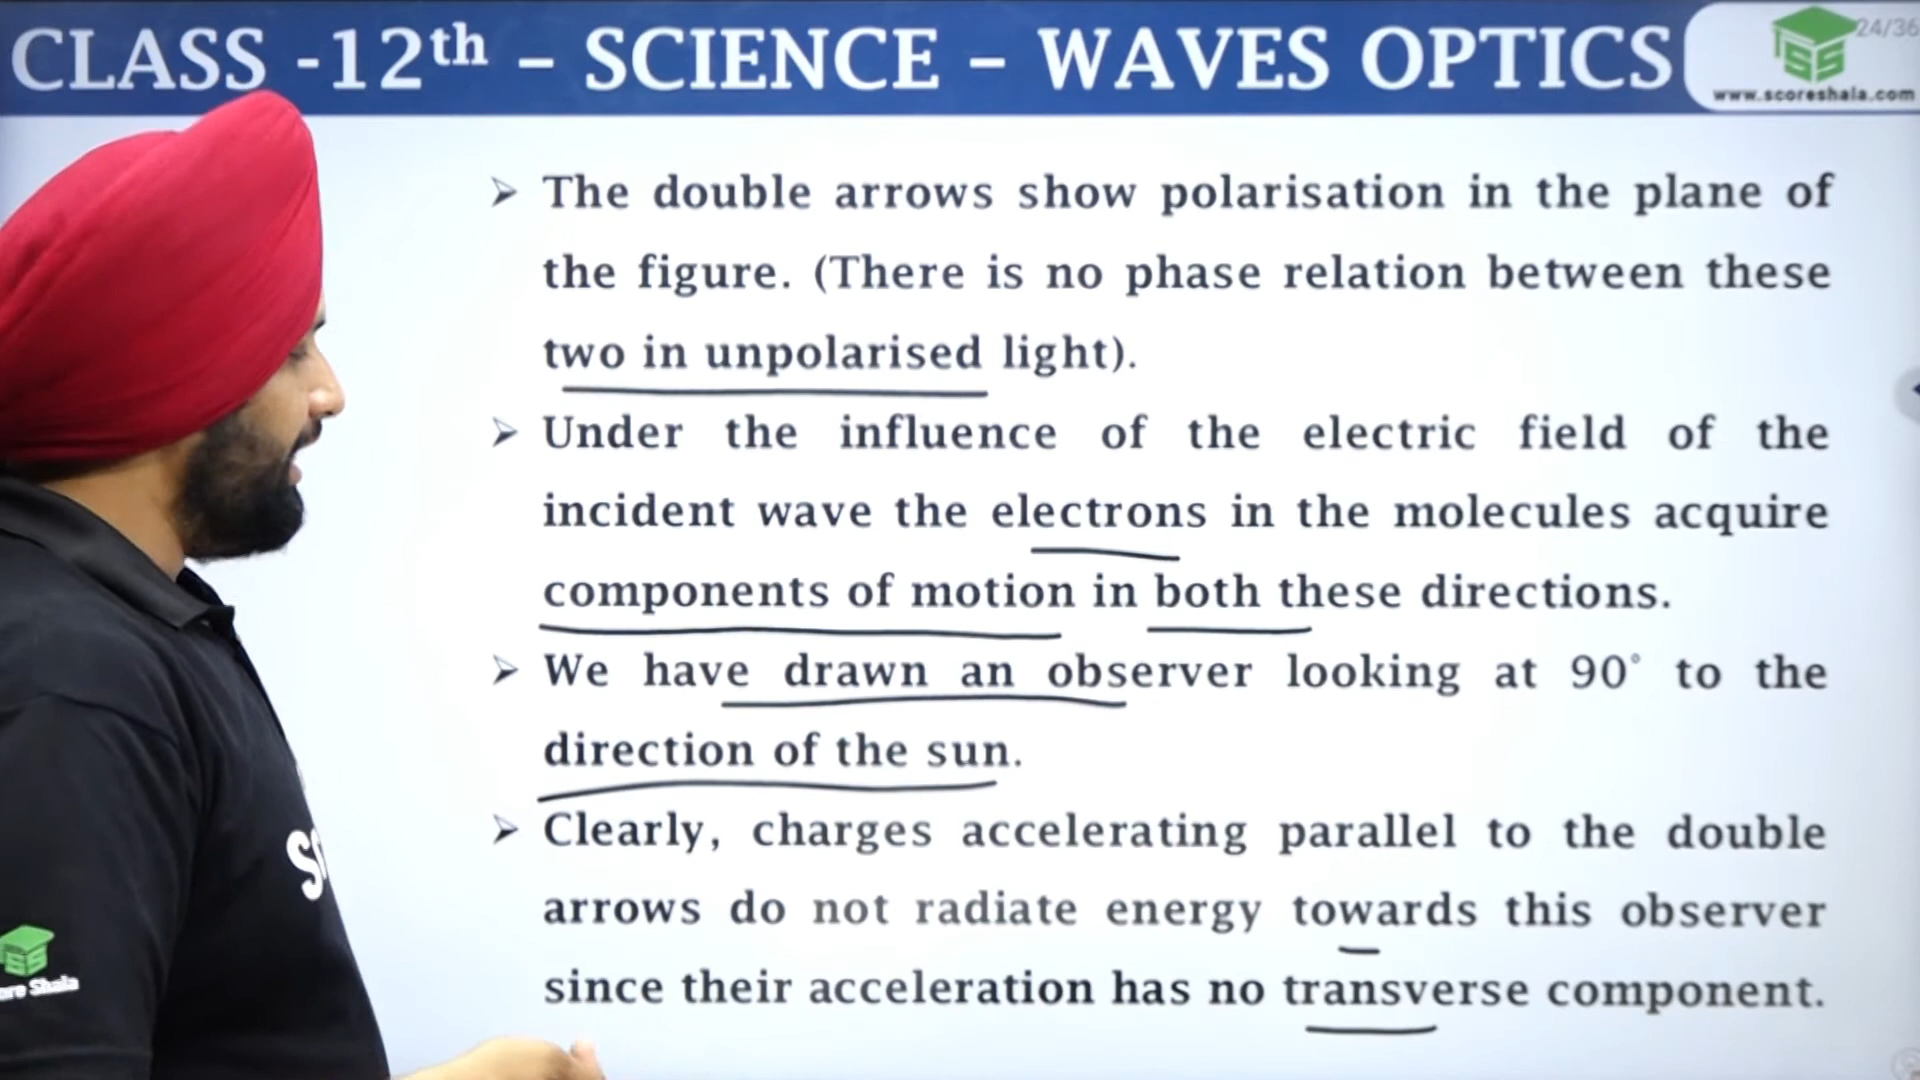 CLASS -12th – SCIENCE – WAVES OPTICS
24/36
www.scoreshala.com
➢ The double arrows show polarisation in the plane of
the figure. (There is no phase relation between these
two in unpolarised light).
➢ Under the influence of the electric field of the
incident wave the electrons in the molecules acquire
components of motion in both these directions.
➢ We have drawn an observer looking at 90° to the
direction of the sun.
➢ Clearly, charges accelerating parallel to the double
arrows do not radiate energy towards this observer
since their acceleration has no transverse component.
Shala